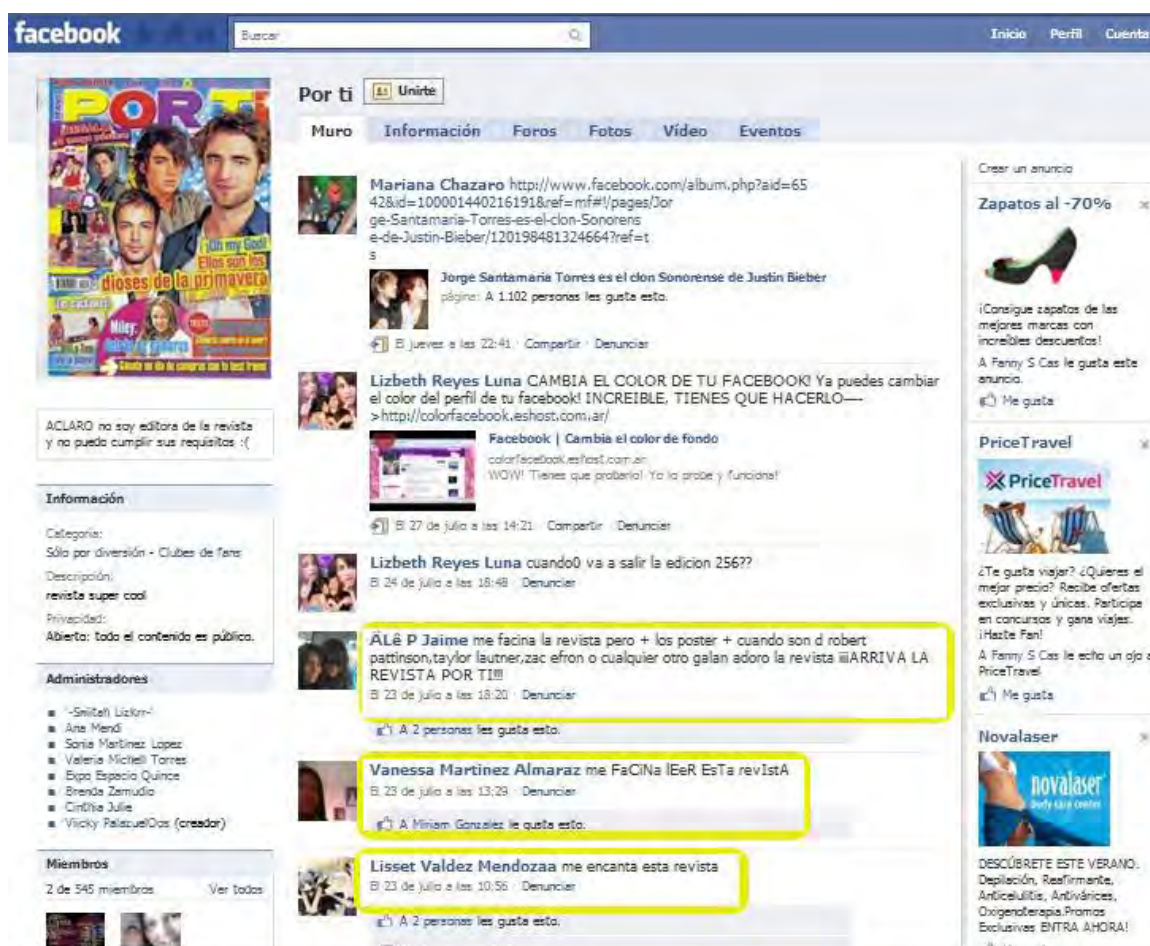 facebook
Buscar
Inicio Perfil Cuenta
POR TI
¡Oh my God!
Ellos son los
dioses de la primavera
Miley:
Por ti
Unirte
Muro Información Foros Fotos Vídeo Eventos
Mariana Chazaro http://www.facebook.com/album.php?aid=65
42&id=100001440216191&ref=mf#!/pages/Jor
ge-Santamaria-Torres-es-el-clon-Sonorens
e-de-Justin-Bieber/120198481324664?ref=t
s
Jorge Santamaria Torres es el clon Sonorense de Justin Bieber
página: A 1.102 personas les gusta esto.
El jueves a las 22:41 · Compartir · Denunciar
Lizbeth Reyes Luna CAMBIA EL COLOR DE TU FACEBOOK! Ya puedes cambiar
el color del perfil de tu facebook! INCREIBLE, TIENES QUE HACERLO----
>http://colorfacebook.eshost.com.ar/
Facebook | Cambia el color de fondo
colorfacebook.eshost.com.ar
WOW! Tienes que probarlo! Yo lo probe y funciona!
El 27 de julio a las 14:21 · Compartir · Denunciar
Lizbeth Reyes Luna cuando0 va a salir la edicion 256??
El 24 de julio a las 18:48 · Denunciar
ÄLê P Jaime me facina la revista pero + los poster + cuando son d robert
pattinson,taylor lautner,zac efron o cualquier otro galan adoro la revista iiiiARRIVA LA
REVISTA POR TI!!!!
El 23 de julio a las 18:20 · Denunciar
A 2 personas les gusta esto.
Vanessa Martinez Almaraz me FaCiNa lEeR EsTa revIstA
El 23 de julio a las 13:29 · Denunciar
A Miriam Gonzalez le gusta esto.
Lisset Valdez Mendozaa me encanta esta revista
El 23 de julio a las 10:56 · Denunciar
A 2 personas les gusta esto.
ACLARO no soy editora de la revista
y no puedo cumplir sus requisitos :(
Información
Categoría:
Sólo por diversión - Clubes de fans
Descripción:
revista super cool
Privacidad:
Abierto: todo el contenido es público.
Administradores
Ana Mendi
Sonia Martinez Lopez
Valeria Michell Torres
Expo Espacio Quince
Brenda Zamudio
Cinthia Julie
(creador)
Miembros
2 de 545 miembros Ver todos
Crear un anuncio
Zapatos al -70%
¡Consigue zapatos de las
mejores marcas con
increíbles descuentos!
A Fanny S Cas le gusta este
anuncio.
Me gusta
PriceTravel
PriceTravel
¿Te gusta viajar? ¿Quieres el
mejor precio? Recibe ofertas
exclusivas y únicas. Participa
en concursos y gana viajes.
¡Hazte Fan!
A Fanny S Cas le echo un ojo a
PriceTravel
Me gusta
Novalaser
novalaser
body care center
DESCÚBRETE ESTE VERANO.
Depilación, Reafirmante,
Anticelulitis, Antivárices,
Oxigenoterapia.Promos
Exclusivas ENTRA AHORA!